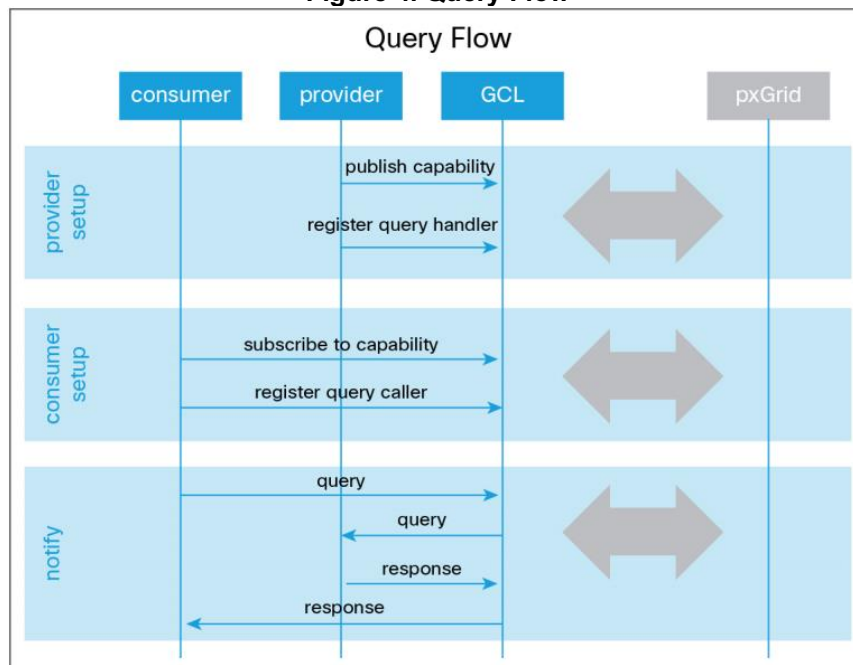 Query Flow
consumer
provider
GCL
pxGrid
provider
setup
publish capability
register query handler
consumer
setup
subscribe to capability
register query caller
notify
query
query
response
response